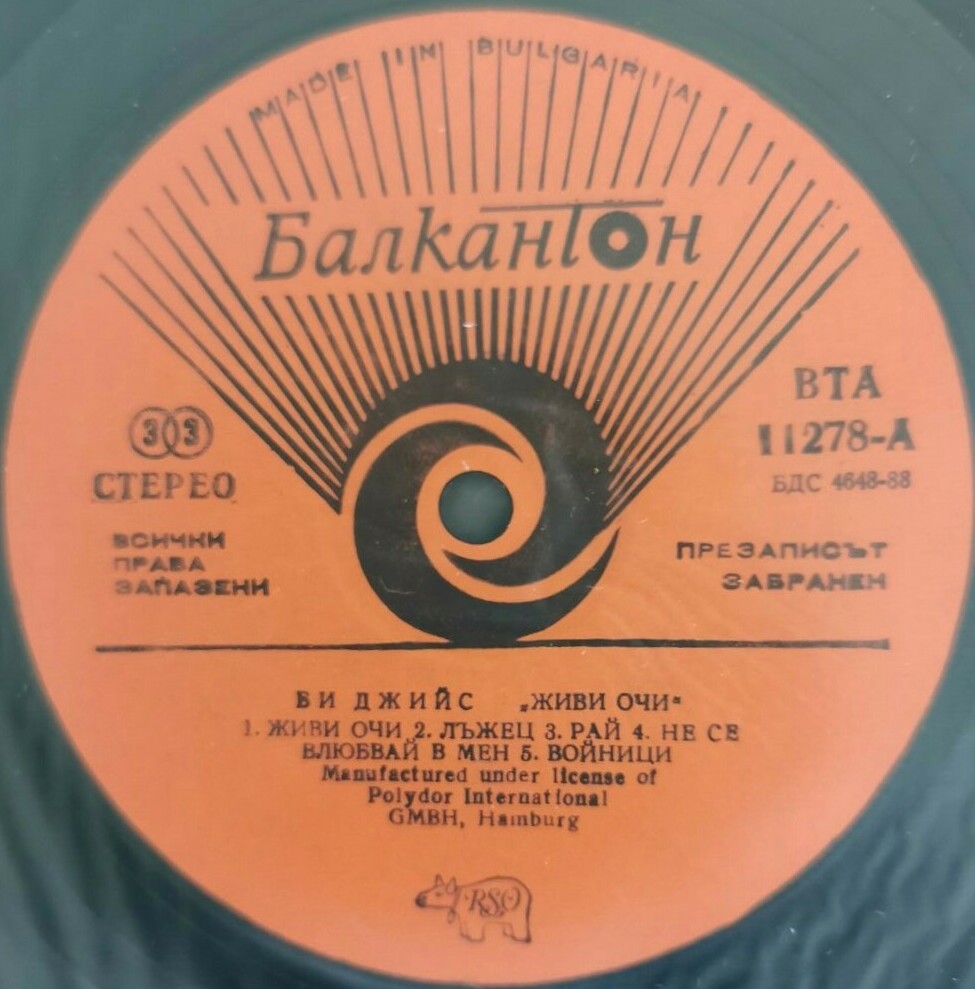 MADE IN BULGARIA
Балкантон
ВТА
11278-А
БДС 4648-88
33
СТЕРЕО
ВСИЧКИ
ПРАВА
ЗАПАЗЕНИ
ПРЕЗАПИСЪТ
ЗАБРАНЕН
БИ ДЖИЙС „ЖИВИ ОЧИ“
1. ЖИВИ ОЧИ 2. ЛЪЖЕЦ 3. РАЙ 4. НЕ СЕ
ВЛЮБВАЙ В МЕН 5. ВОЙНИЦИ
Manufactured under license of
Polydor International
GMBH, Hamburg
RSO